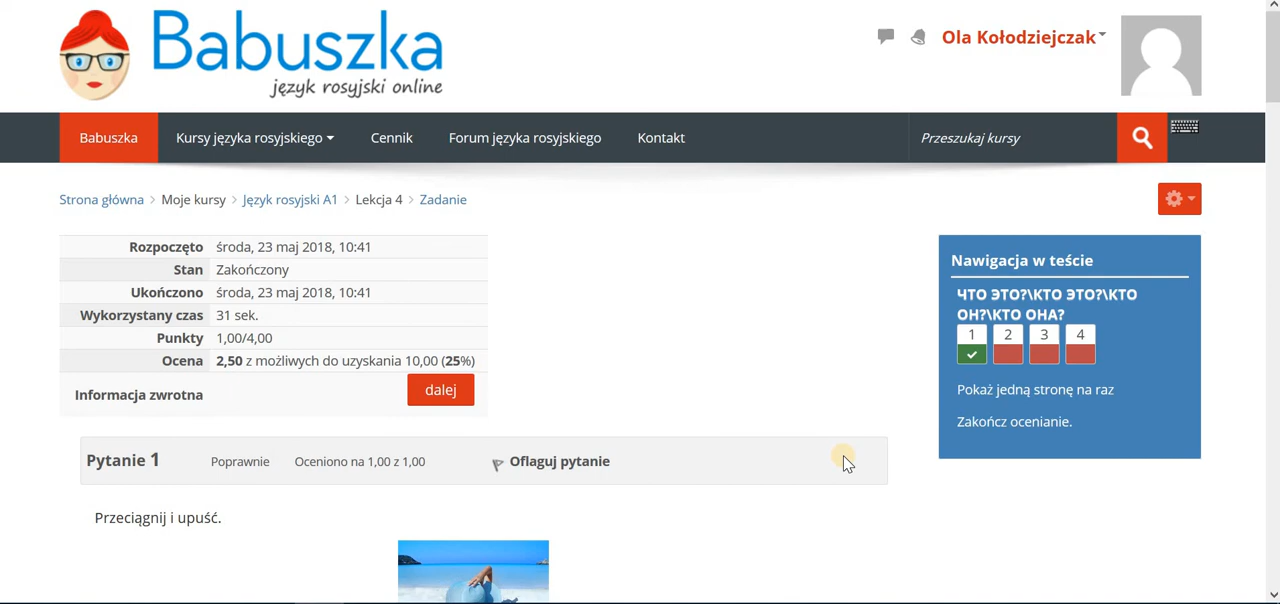 Babuszka
język rosyjski online
Ola Kołodziejczak
Babuszka
Kursy języka rosyjskiego
Cennik
Forum języka rosyjskiego
Kontakt
Przeszukaj kursy
Strona główna > Moje kursy > Język rosyjski A1 > Lekcja 4 > Zadanie
Rozpoczęto środa, 23 maj 2018, 10:41
Stan Zakończony
Ukończono środa, 23 maj 2018, 10:41
Wykorzystany czas 31 sek.
Punkty 1,00/4,00
Ocena 2,50 z możliwych do uzyskania 10,00 (25%)
Informacja zwrotna
dalej
Nawigacja w teście
ЧТО ЭТО?\КТО ЭТО?\КТО
ОН?\КТО ОНА?
1 2 3 4
Pokaż jedną stronę na raz
Zakończ ocenianie.
Pytanie 1 Poprawnie Oceniono na 1,00 z 1,00 Oflaguj pytanie
Przeciągnij i upuść.